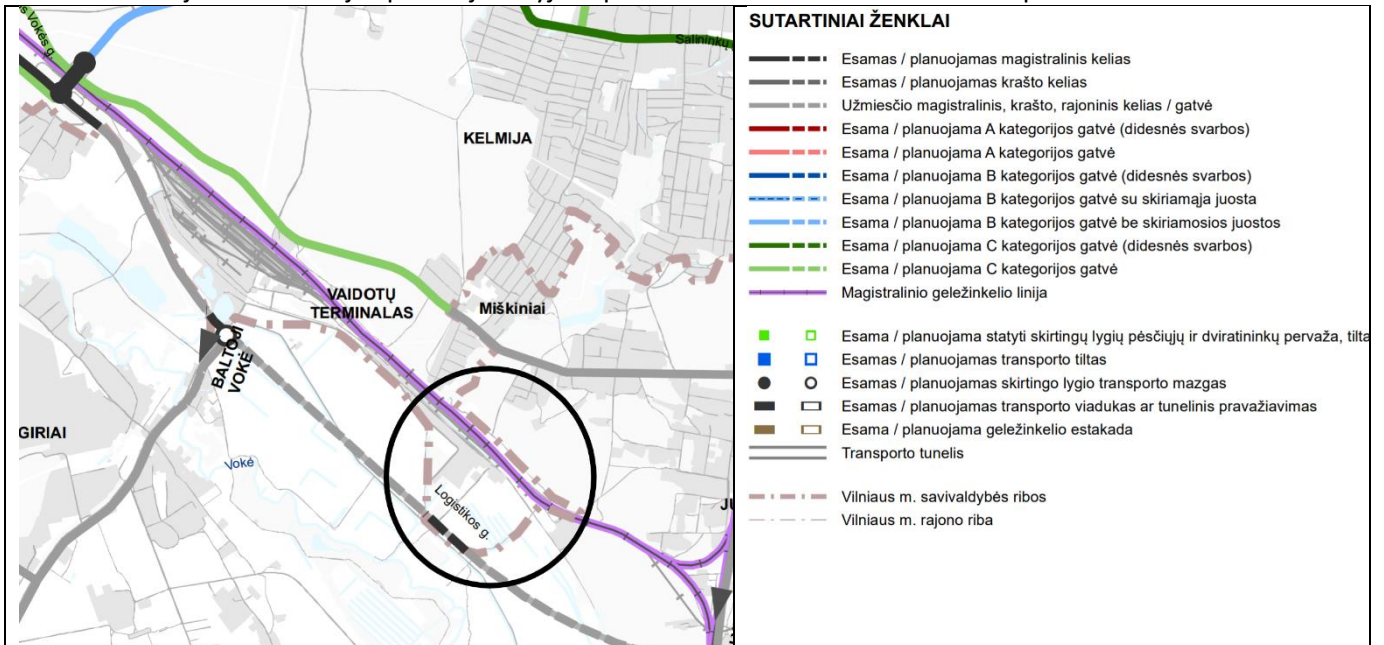 Vokės g.
Salininkų
KELMIJA
VAIDOTŲ
TERMINALAS
Miškiniai
BALTOJI
VOKĖ
GIRIAI
Vokė
Logistikos g.
SUTARTINIAI ŽENKLAI
Esamas / planuojamas magistralinis kelias
Esamas / planuojamas krašto kelias
Užmiesčio magistralinis, krašto, rajoninis kelias / gatvė
Esama / planuojama A kategorijos gatvė (didesnės svarbos)
Esama / planuojama A kategorijos gatvė
Esama / planuojama B kategorijos gatvė (didesnės svarbos)
Esama / planuojama B kategorijos gatvė su skiriamąja juosta
Esama / planuojama B kategorijos gatvė be skiriamosios juostos
Esama / planuojama C kategorijos gatvė (didesnės svarbos)
Esama / planuojama C kategorijos gatvė
Magistralinio geležinkelio linija
Esama / planuojama statyti skirtingų lygių pėsčiųjų ir dviratininkų pervaža, tilta
Esamas / planuojamas transporto tiltas
Esamas / planuojamas skirtingo lygio transporto mazgas
Esamas / planuojamas transporto viadukas ar tunelinis pravažiavimas
Esama / planuojama geležinkelio estakada
Transporto tunelis
Vilniaus m. savivaldybės ribos
Vilniaus m. rajono riba